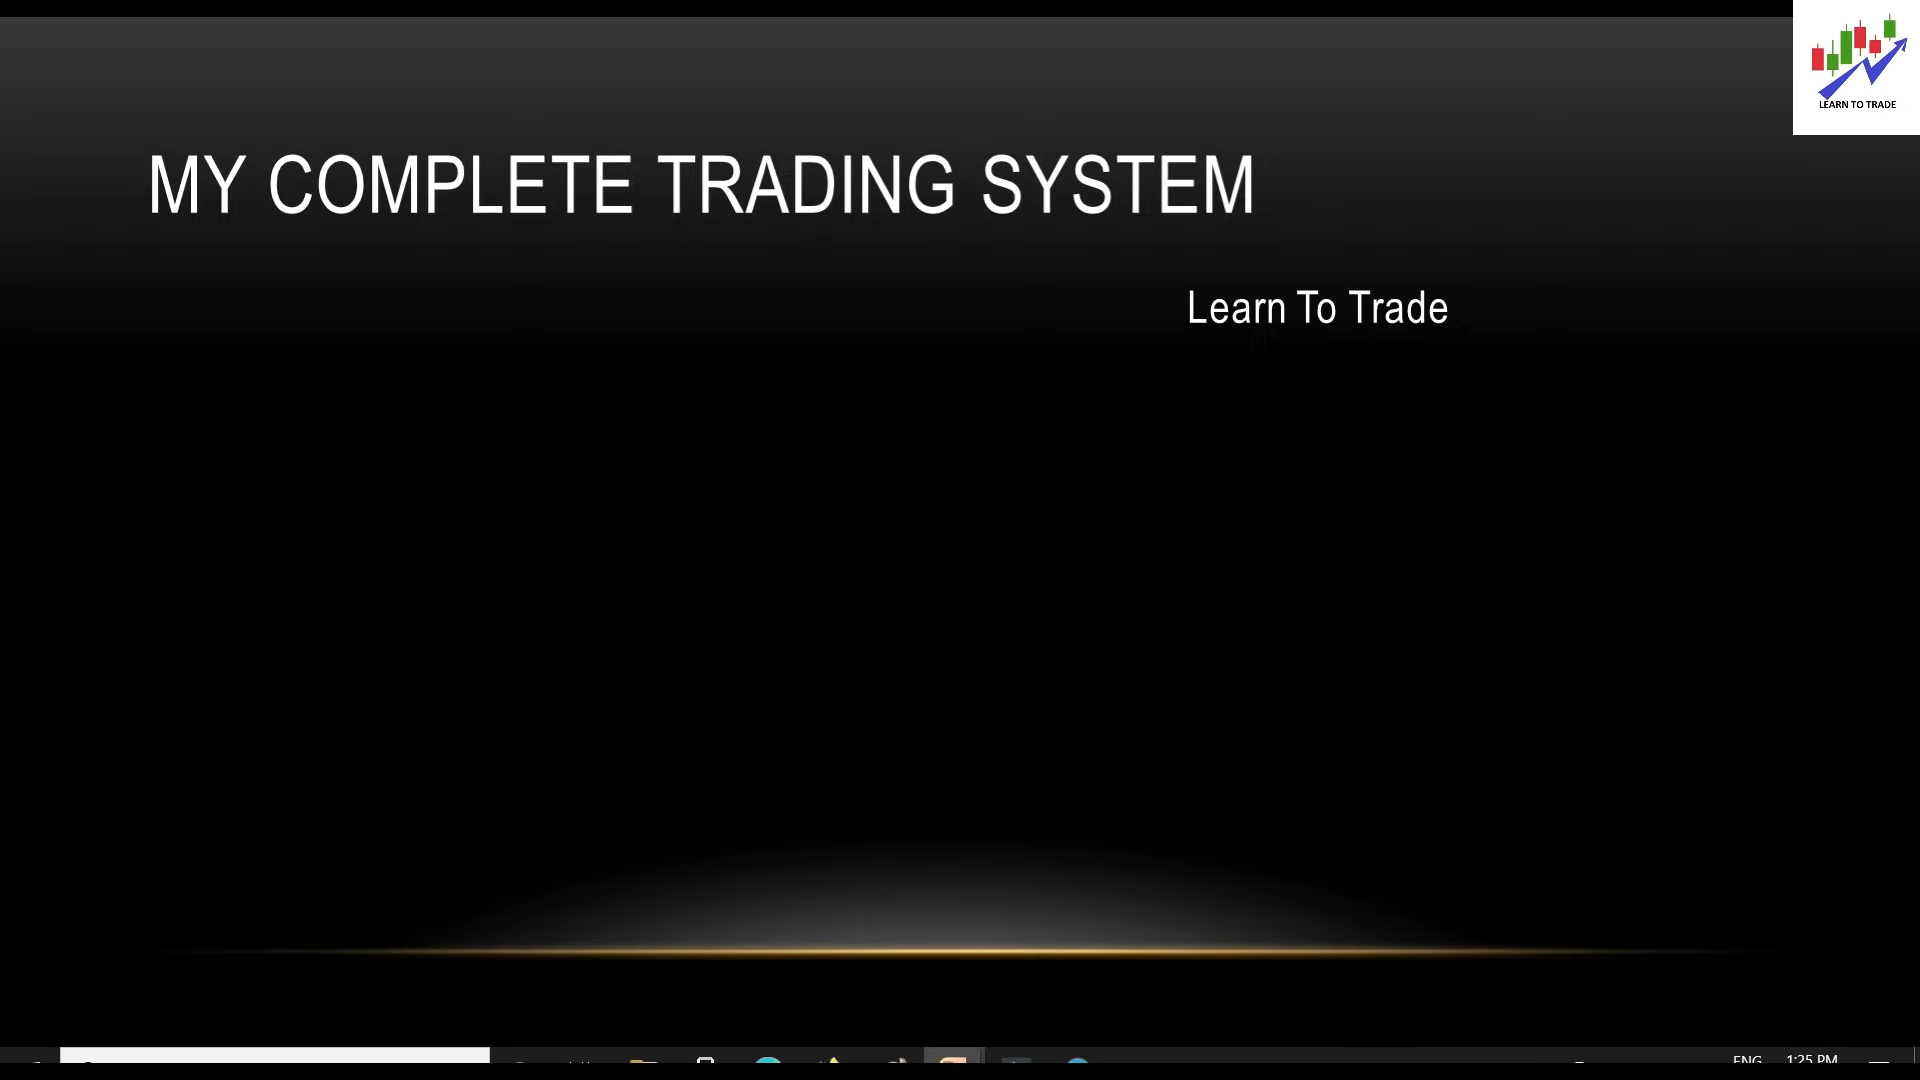 LEARN TO TRADE
MY COMPLETE TRADING SYSTEM
Learn To Trade
ENG 1:25 PM